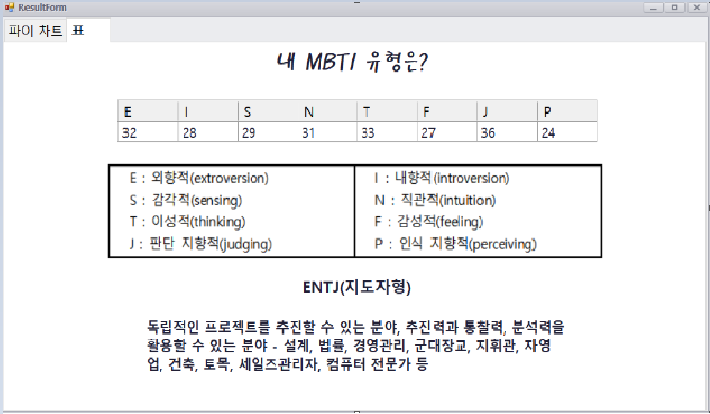 ResultForm
파이 차트 표
내 MBTI 유형은?
E I S N T F J P
32 28 29 31 33 27 36 24
E : 외향적(extroversion) I : 내향적(introversion)
S : 감각적(sensing) N : 직관적(intuition)
T : 이성적(thinking) F : 감성적(feeling)
J : 판단 지향적(judging) P : 인식 지향적(perceiving)
ENTJ(지도자형)
독립적인 프로젝트를 추진할 수 있는 분야, 추진력과 통찰력, 분석력을
활용할 수 있는 분야 - 설계, 법률, 경영관리, 군대장교, 지휘관, 자영
업, 건축, 토목, 세일즈관리자, 컴퓨터 전문가 등